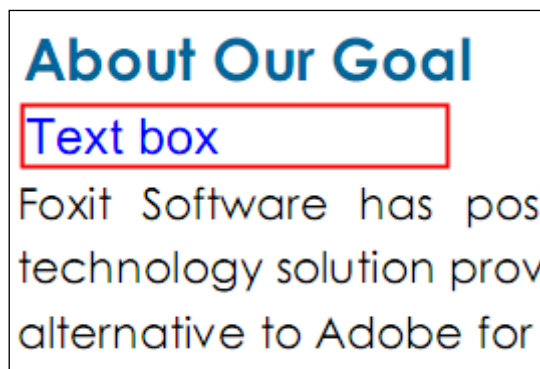 About Our Goal
Text box
Foxit Software has pos
technology solution prov
alternative to Adobe for